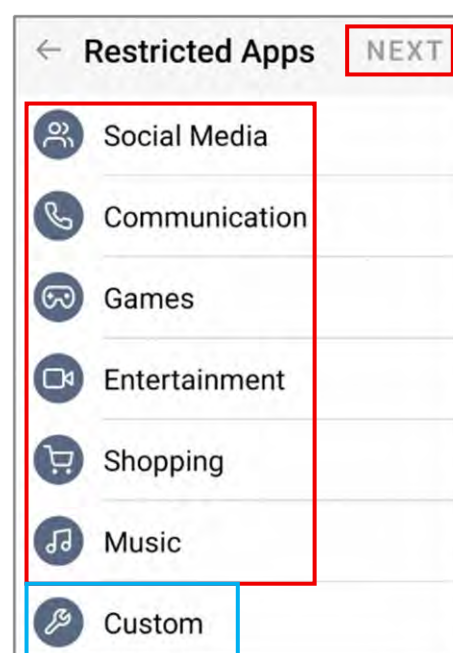 Restricted Apps NEXT
Social Media
Communication
Games
Entertainment
Shopping
Music
Custom